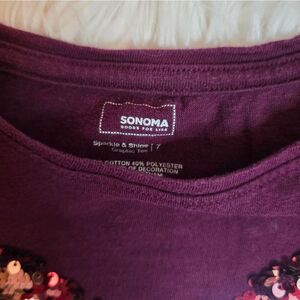 SONOMA
GOODS FOR LIFE
Sparkle & Shine | 7
Graphic Tee
COTTON 40% POLYESTER
OF DECORATION